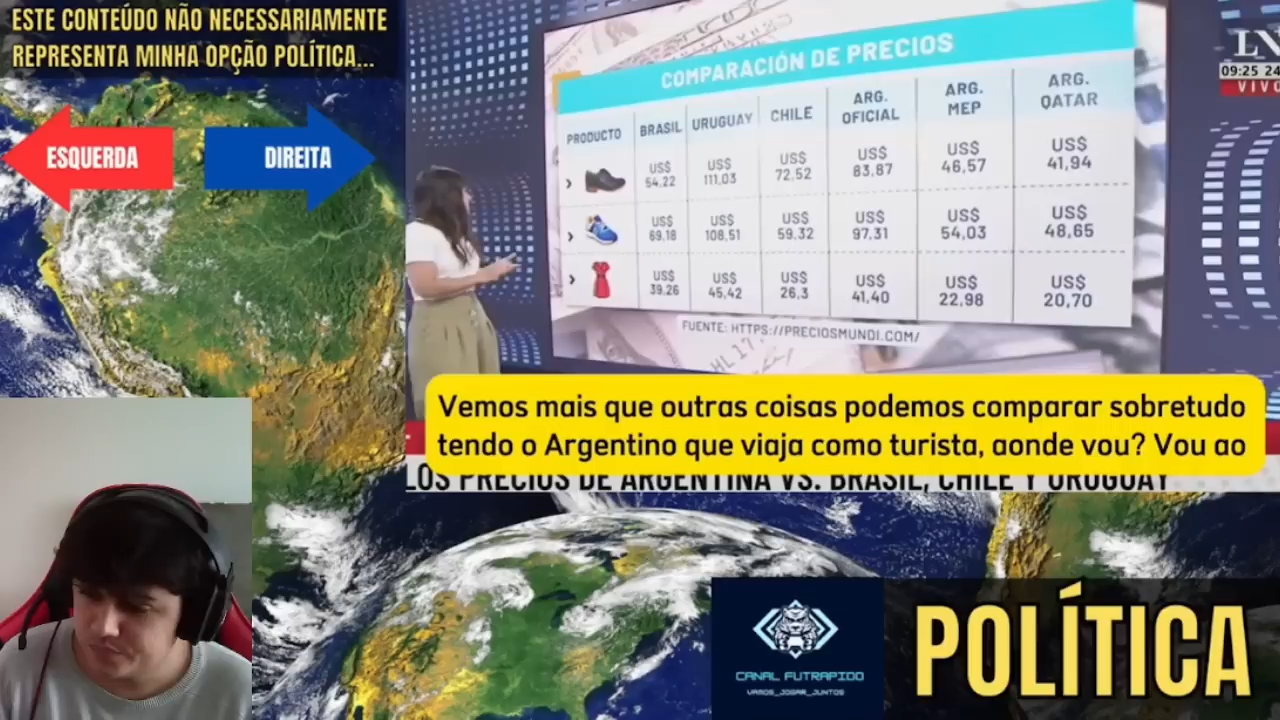 ESTE CONTEÚDO NÃO NECESSARIAMENTE
REPRESENTA MINHA OPÇÃO POLÍTICA...
ESQUERDA
DIREITA
COMPARACIÓN DE PRECIOS
PRODUCTO BRASIL URUGUAY CHILE ARG. OFICIAL ARG. MEP ARG. QATAR
US$ 54,22 US$ 111,03 US$ 72,52 US$ 83,87 US$ 46,57 US$ 41,94
US$ 69,18 US$ 108,51 US$ 59.32 US$ 97,31 US$ 54,03 US$ 48,65
US$ 39.26 US$ 45,42 US$ 26,3 US$ 41,40 US$ 22,98 US$ 20,70
FUENTE: HTTPS://PRECIOSMUNDI.COM/
LN
09:25 24
VIVO
Vemos mais que outras coisas podemos comparar sobretudo
tendo o Argentino que viaja como turista, aonde vou? Vou ao
LOS PRECIOS DE ARGENTINA VS. BRASIL, CHILE Y URUGUAY
CANAL FUTRAPIDO
VAMOS_JOGAR_JUNTOS
POLÍTICA